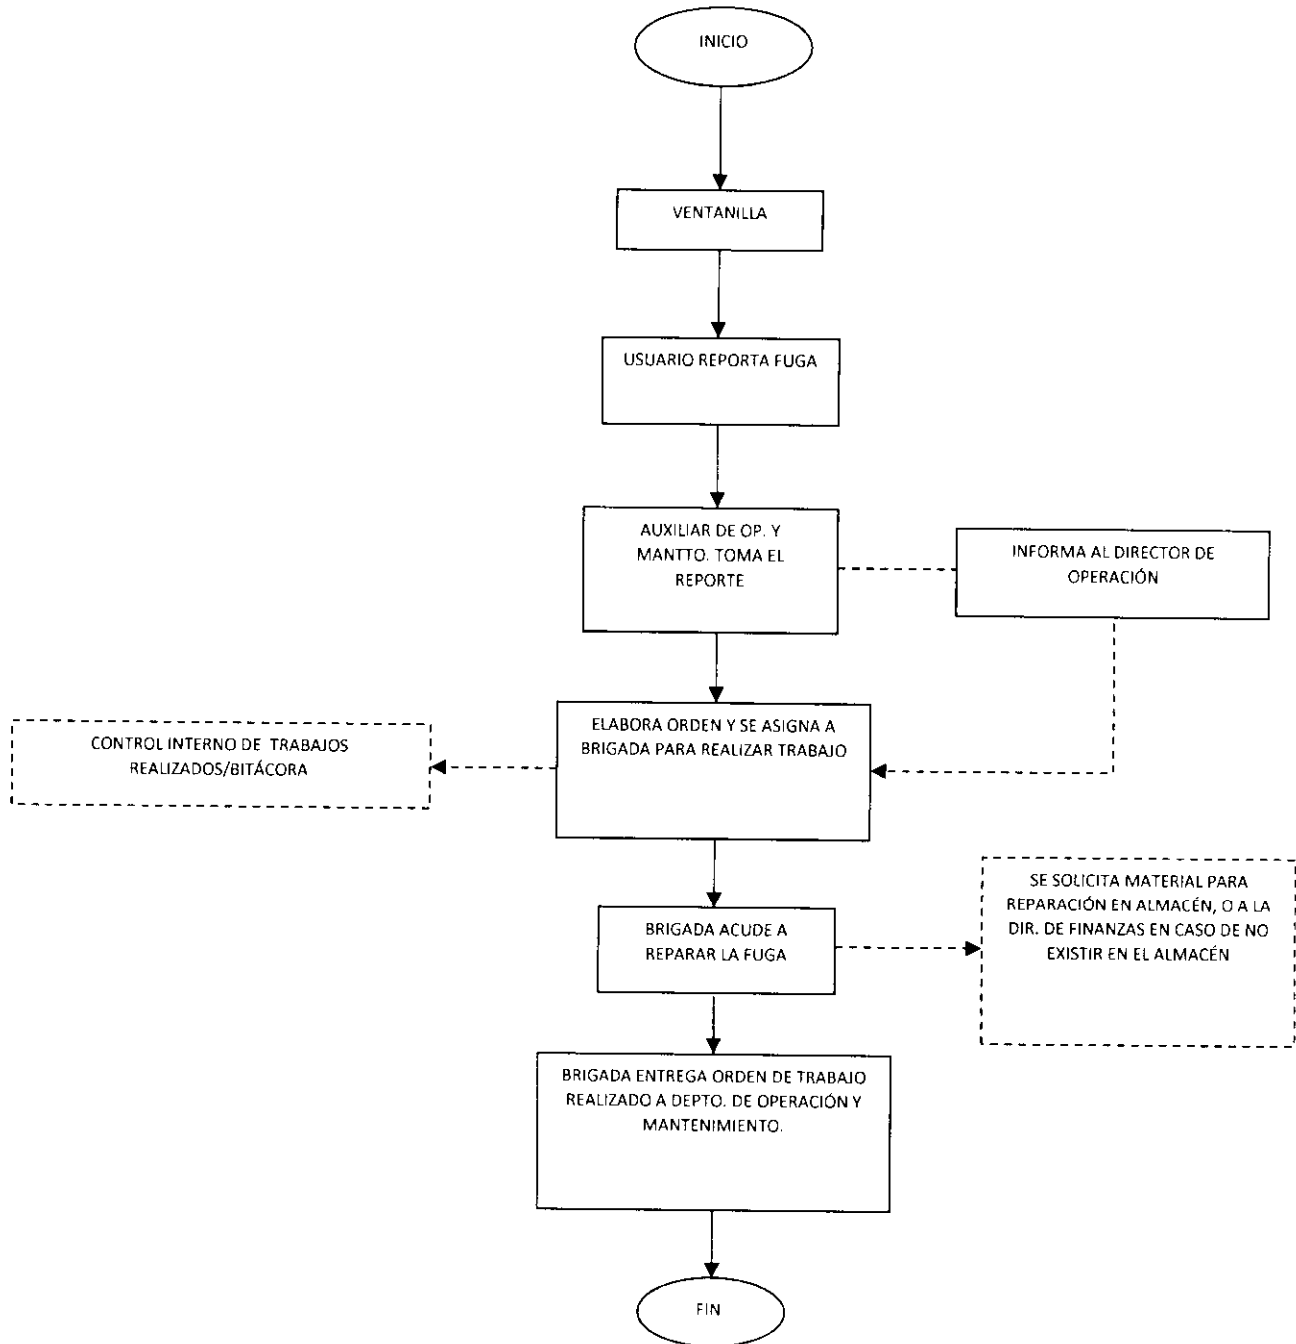 INICIO
VENTANILLA
USUARIO REPORTA FUGA
AUXILIAR DE OP. Y
MANTTO. TOMA EL
REPORTE
INFORMA AL DIRECTOR DE
OPERACIÓN
ELABORA ORDEN Y SE ASIGNA A
BRIGADA PARA REALIZAR TRABAJO
CONTROL INTERNO DE TRABAJOS
REALIZADOS/BITÁCORA
BRIGADA ACUDE A
REPARAR LA FUGA
SE SOLICITA MATERIAL PARA
REPARACIÓN EN ALMACÉN, O A LA
DIR. DE FINANZAS EN CASO DE NO
EXISTIR EN EL ALMACÉN
BRIGADA ENTREGA ORDEN DE TRABAJO
REALIZADO A DEPTO. DE OPERACIÓN Y
MANTENIMIENTO.
FIN